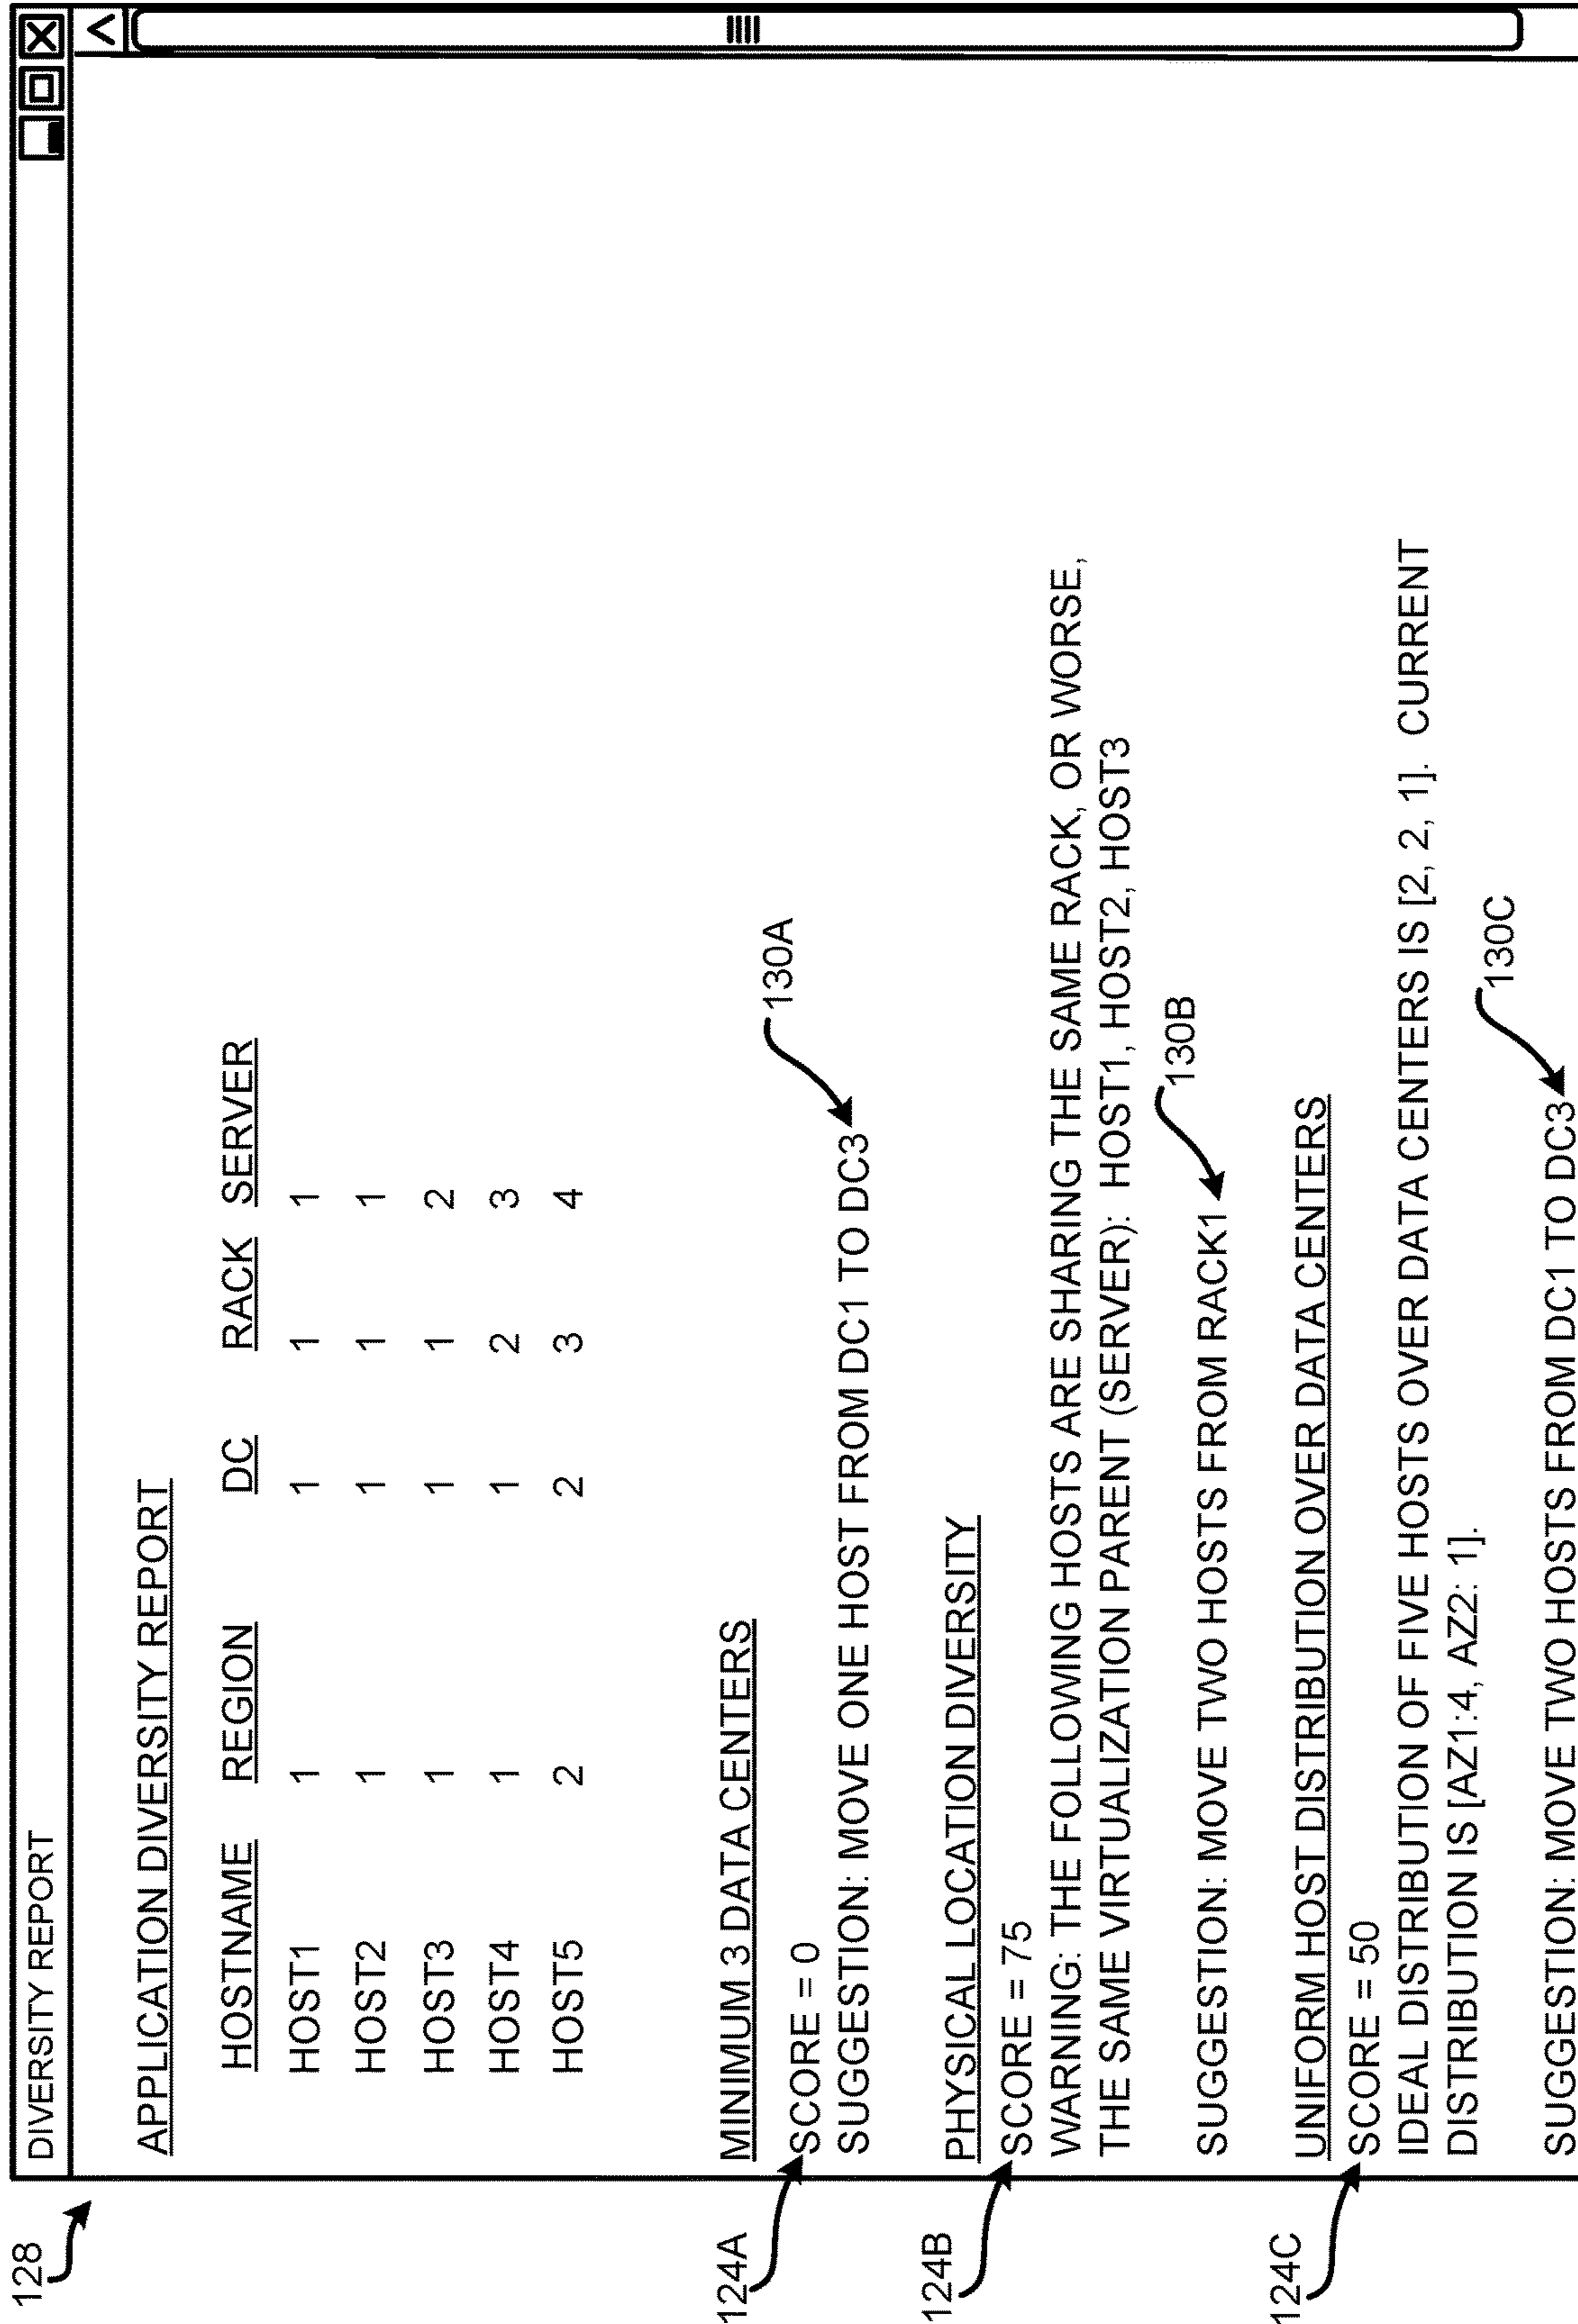 128
DIVERSITY REPORT
APPLICATION DIVERSITY REPORT
HOSTNAME REGION DC RACK SERVER
HOST1 1 1 1 1
HOST2 1 1 1 1
HOST3 1 1 1 2
HOST4 1 1 2 3
HOST5 2 2 3 4
MINIMUM 3 DATA CENTERS
124A
SCORE = 0
130A
SUGGESTION: MOVE ONE HOST FROM DC1 TO DC3
PHYSICAL LOCATION DIVERSITY
124B
SCORE = 75
WARNING: THE FOLLOWING HOSTS ARE SHARING THE SAME RACK, OR WORSE,
THE SAME VIRTUALIZATION PARENT (SERVER): HOST1, HOST2, HOST3
130B
SUGGESTION: MOVE TWO HOSTS FROM RACK1
UNIFORM HOST DISTRIBUTION OVER DATA CENTERS
124C
SCORE = 50
IDEAL DISTRIBUTION OF FIVE HOSTS OVER DATA CENTERS IS [2, 2, 1]. CURRENT
DISTRIBUTION IS [AZ1:4, AZ2: 1].
130C
SUGGESTION: MOVE TWO HOSTS FROM DC1 TO DC3